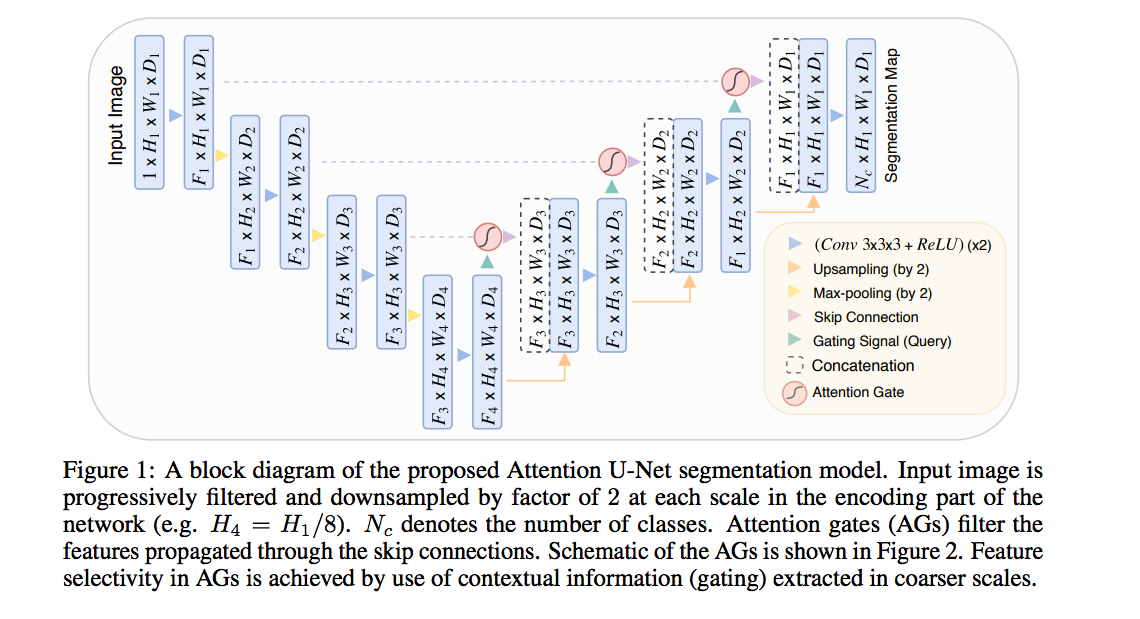 Input Image
1 x H₁ x W₁ x D₁
F₁ x H₁ x W₁ x D₁
F₁ x H₂ x W₂ x D₂
F₂ x H₂ x W₂ x D₂
F₂ x H₃ x W₃ x D₃
F₃ x H₃ x W₃ x D₃
F₃ x H₄ x W₄ x D₄
F₄ x H₄ x W₄ x D₄
F₃ x H₃ x W₃ x D₃
F₃ x H₃ x W₃ x D₃
F₂ x H₃ x W₃ x D₃
F₂ x H₂ x W₂ x D₂
F₂ x H₂ x W₂ x D₂
F₁ x H₂ x W₂ x D₂
F₁ x H₁ x W₁ x D₁
F₁ x H₁ x W₁ x D₁
N_c x H₁ x W₁ x D₁
Segmentation Map
(Conv 3x3x3 + ReLU) (x2)
Upsampling (by 2)
Max-pooling (by 2)
Skip Connection
Gating Signal (Query)
Concatenation
Attention Gate
Figure 1: A block diagram of the proposed Attention U-Net segmentation model. Input image is
progressively filtered and downsampled by factor of 2 at each scale in the encoding part of the
network (e.g. H₄ = H₁/8). N_c denotes the number of classes. Attention gates (AGs) filter the
features propagated through the skip connections. Schematic of the AGs is shown in Figure 2. Feature
selectivity in AGs is achieved by use of contextual information (gating) extracted in coarser scales.